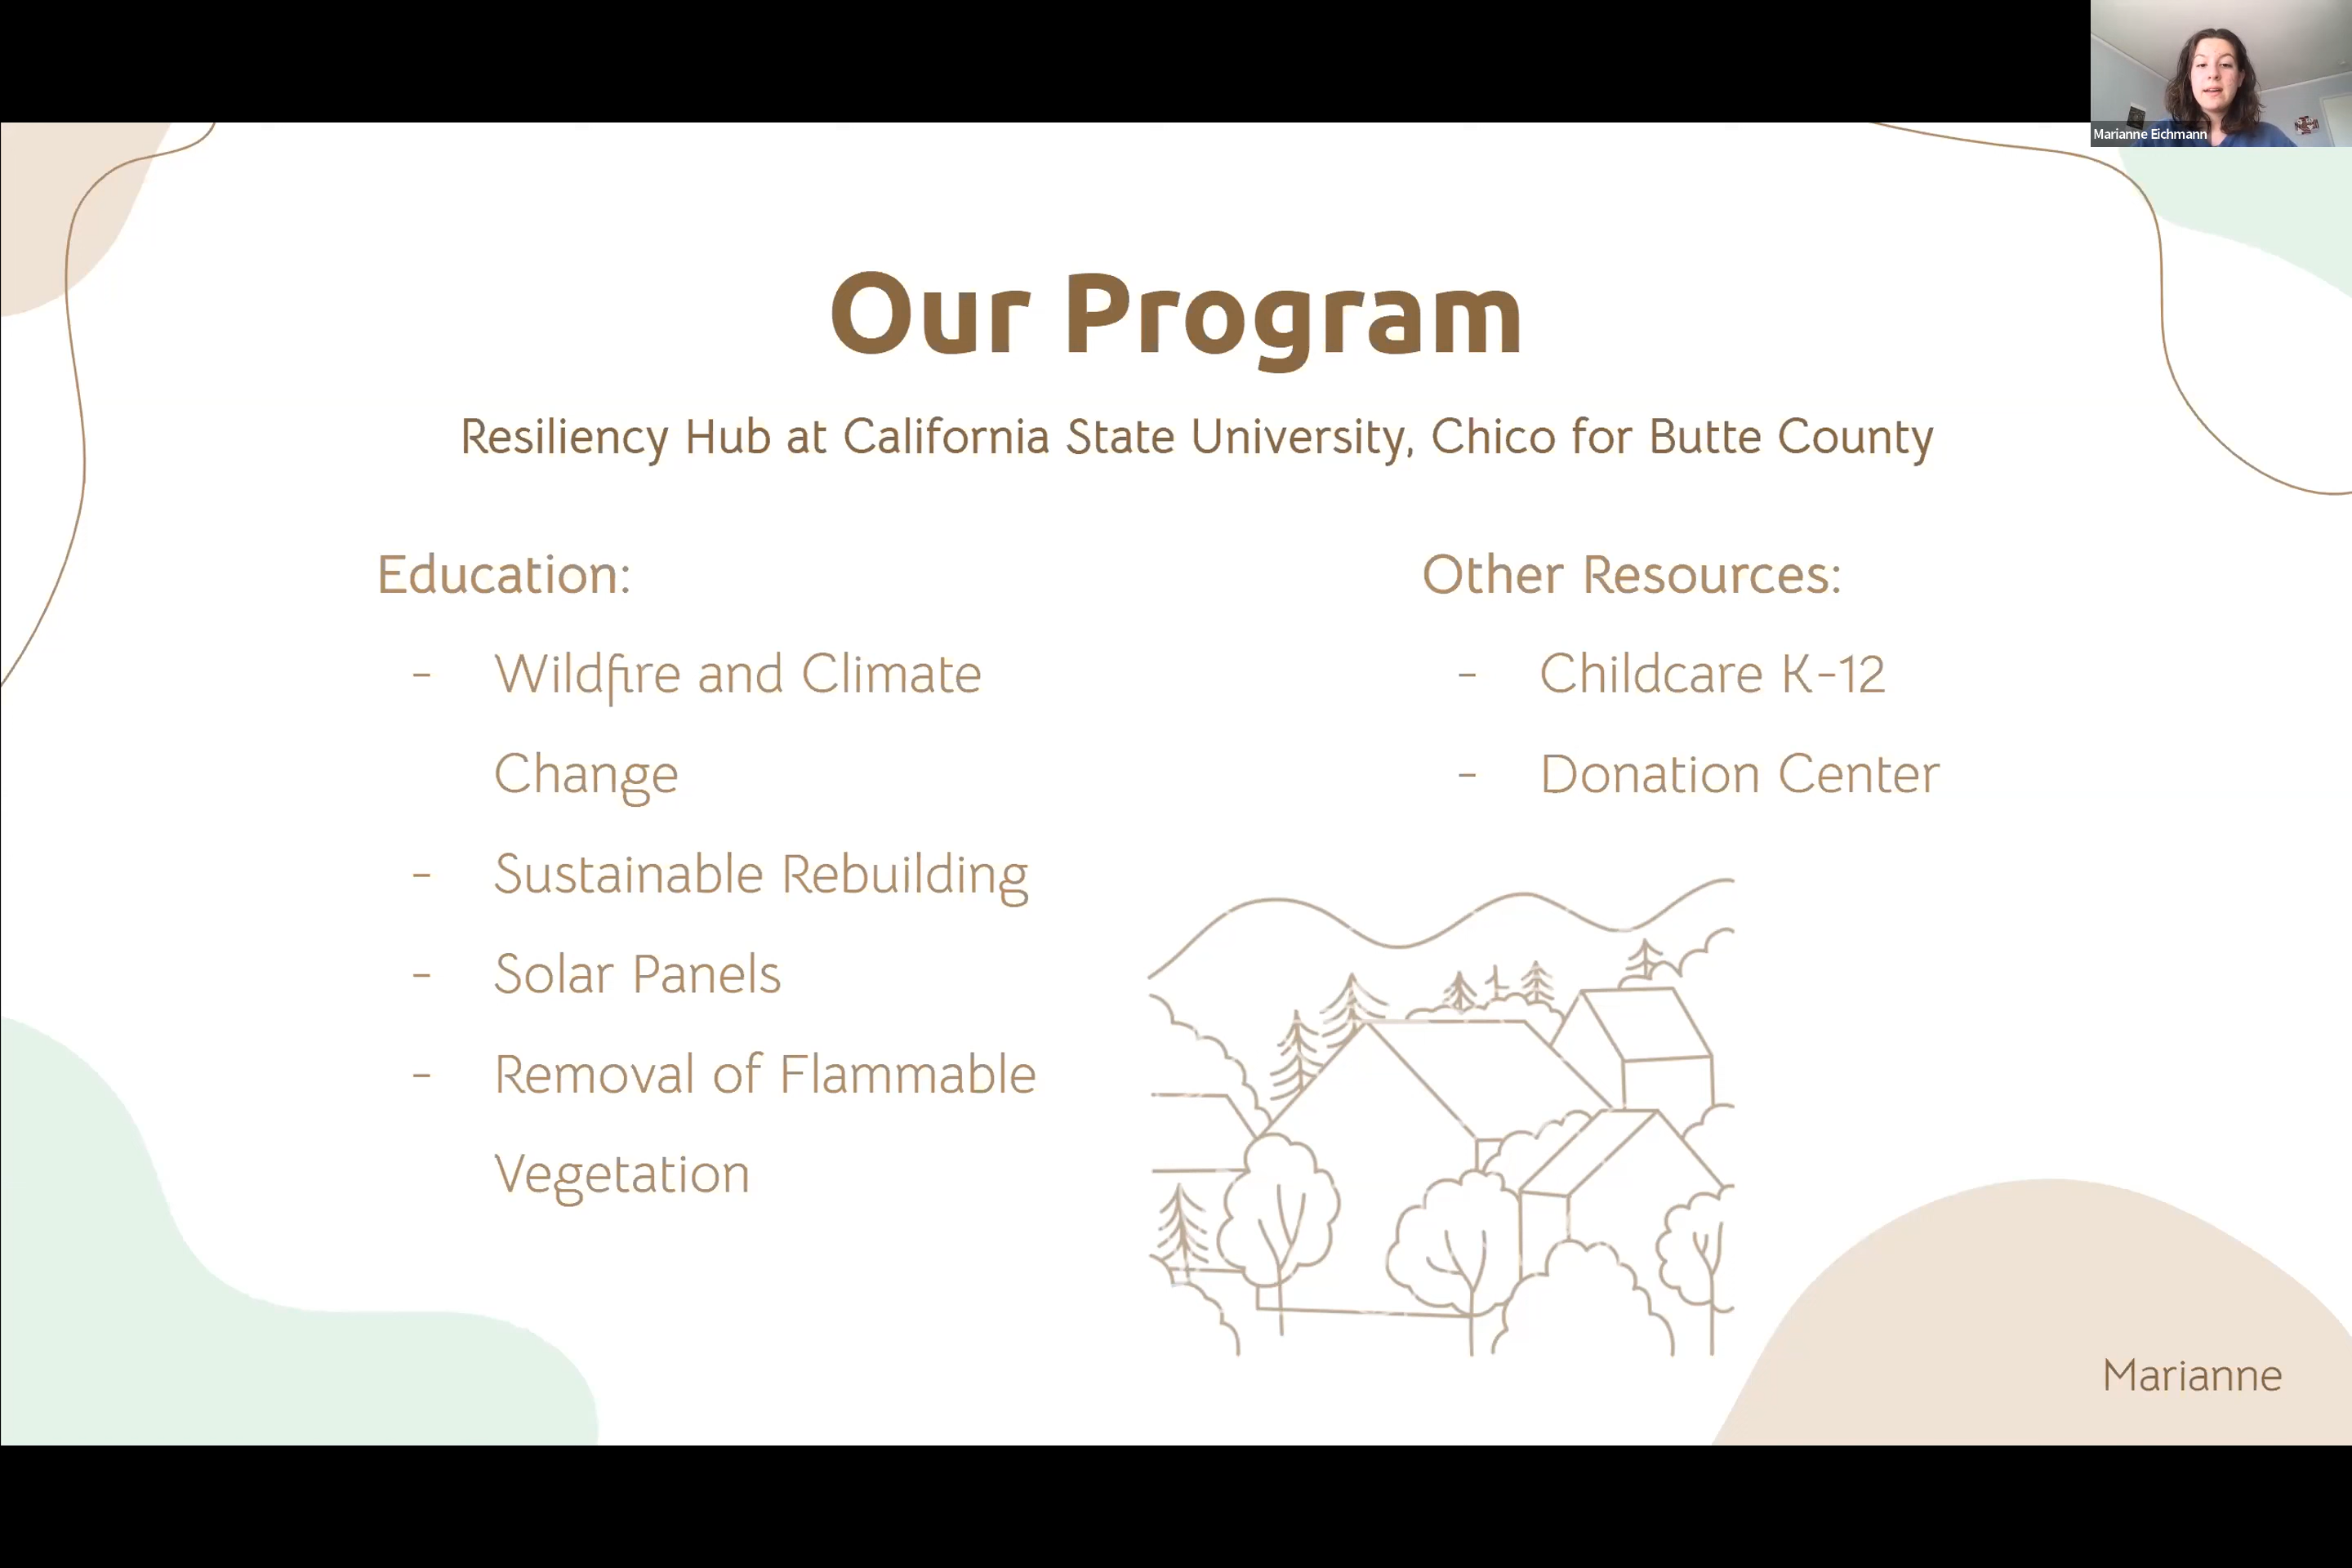 Marianne Eichmann
Our Program
Resiliency Hub at California State University, Chico for Butte County
Education:
- Wildfire and Climate
Change
- Sustainable Rebuilding
- Solar Panels
- Removal of Flammable
Vegetation
Other Resources:
- Childcare K-12
- Donation Center
Marianne